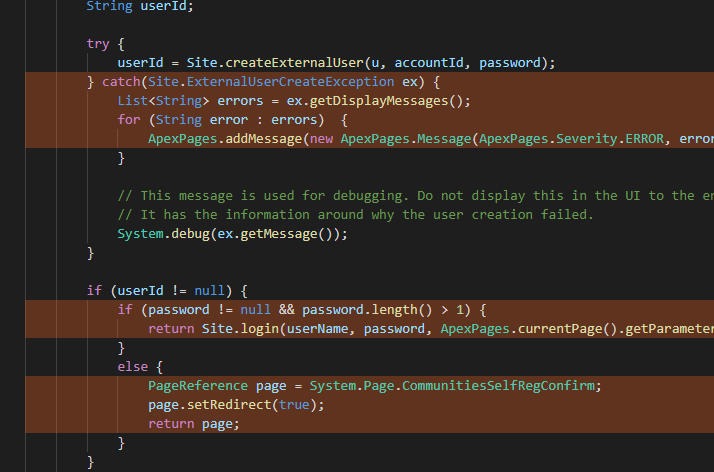 String userId;
try {
userId = Site.createExternalUser(u, accountId, password);
} catch(Site.ExternalUserCreateException ex) {
List<String> errors = ex.getDisplayMessages();
for (String error : errors)  {
ApexPages.addMessage(new ApexPages.Message(ApexPages.Severity.ERROR, error
}
// This message is used for debugging. Do not display this in the UI to the en
// It has the information around why the user creation failed.
System.debug(ex.getMessage());
}
if (userId != null) {
if (password != null && password.length() > 1) {
return Site.login(userName, password, ApexPages.currentPage().getParameter
}
else {
PageReference page = System.Page.CommunitiesSelfRegConfirm;
page.setRedirect(true);
return page;
}
}